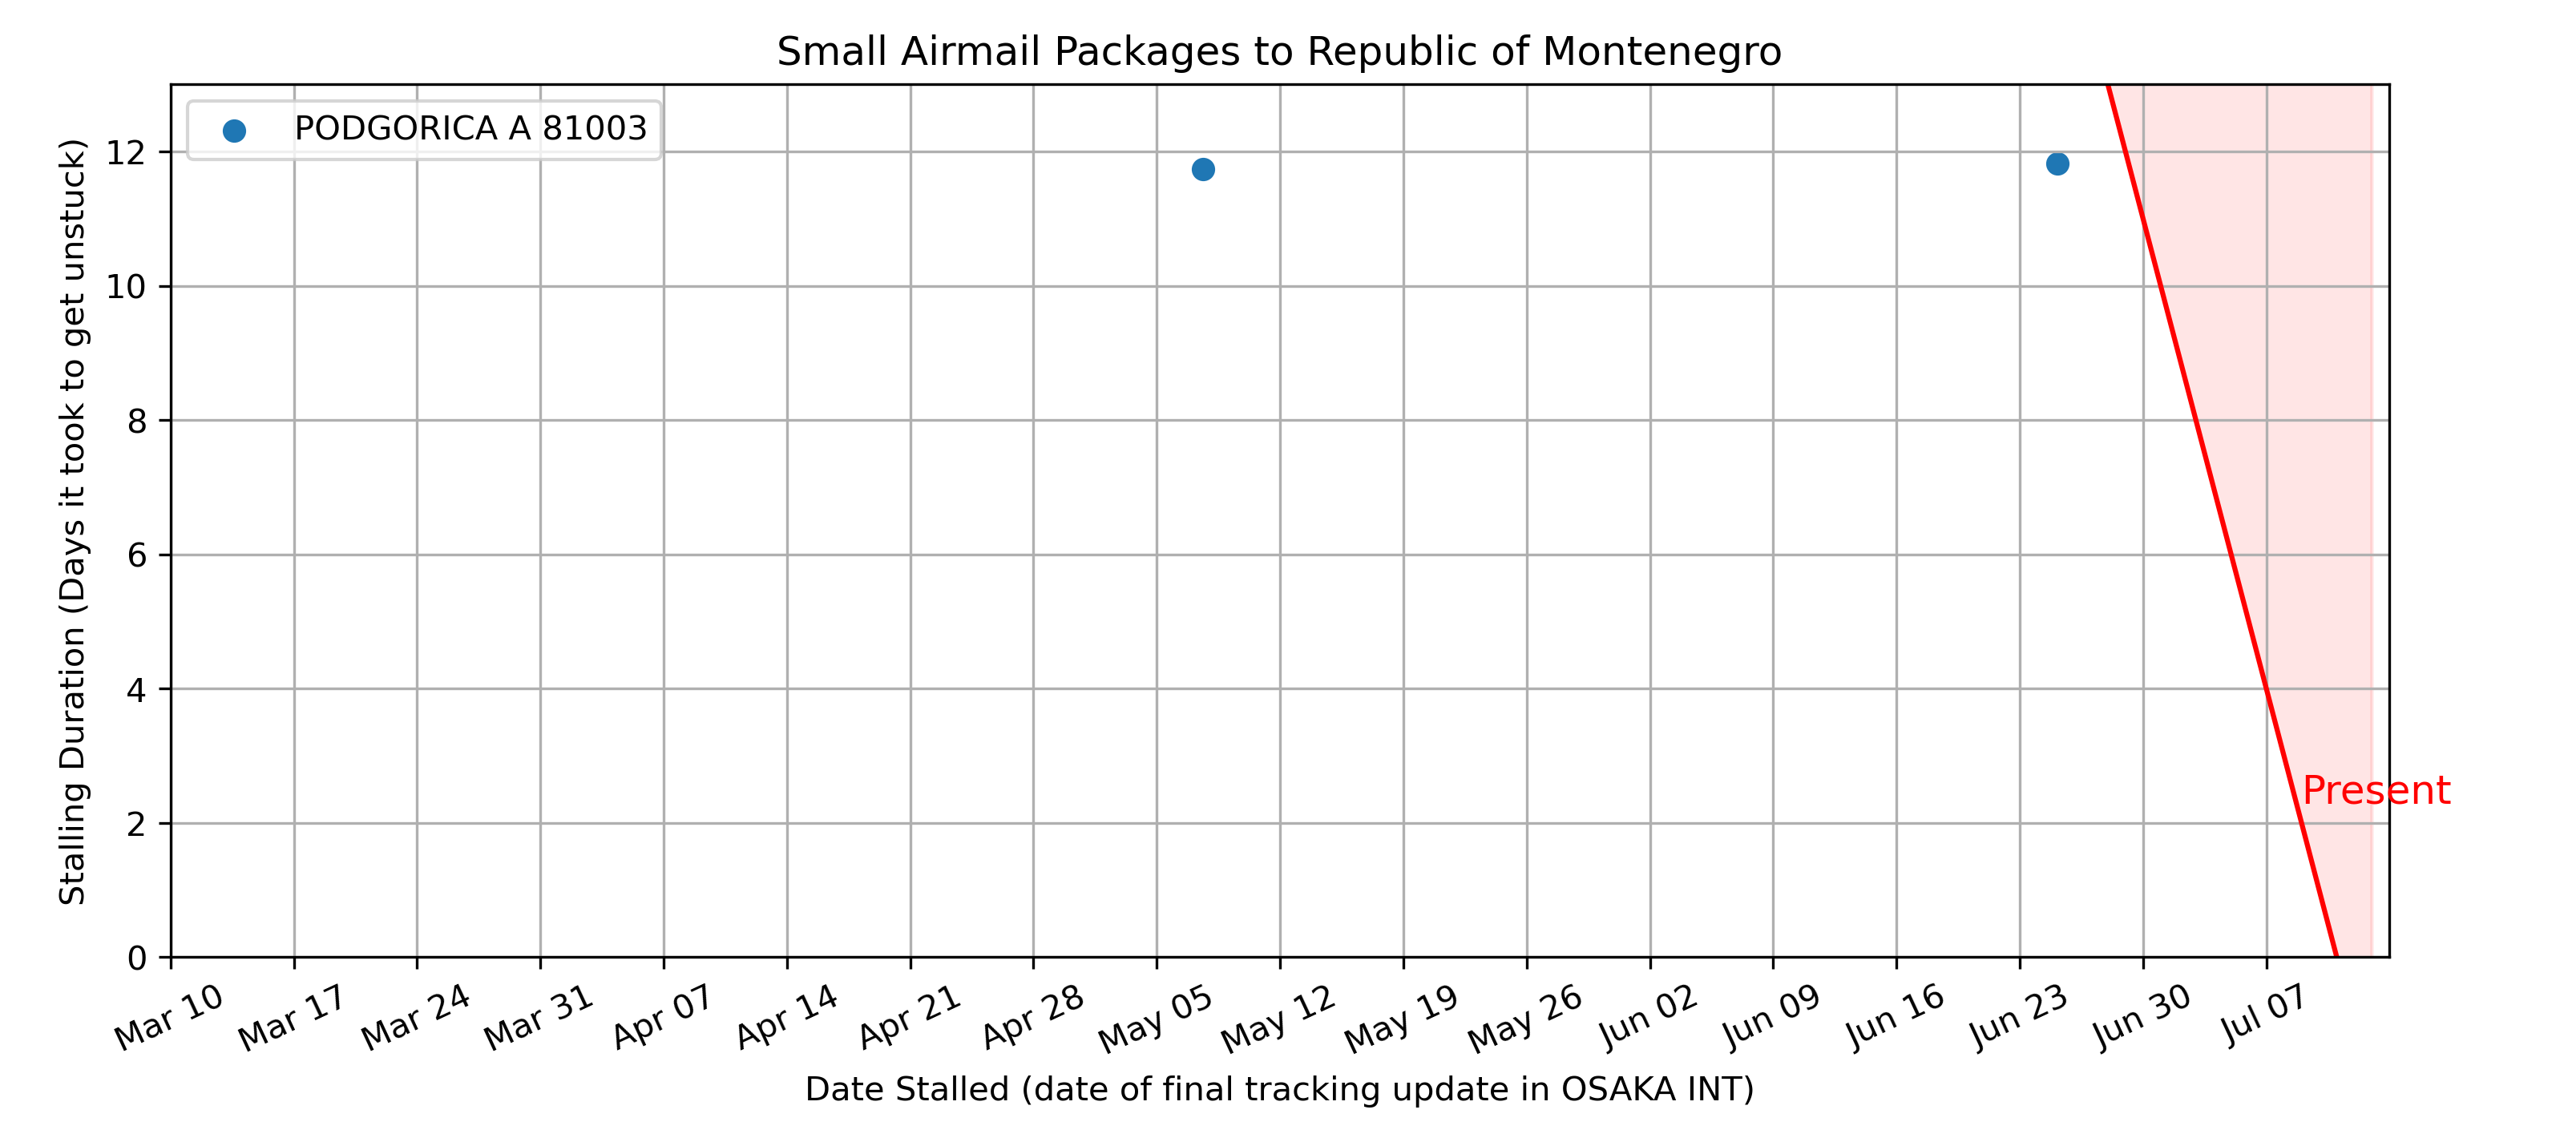 Small Airmail Packages to Republic of Montenegro
PODGORICA A 81003
Stalling Duration (Days it took to get unstuck)
12
10
8
6
4
2
0
Present
Mar 10
Mar 17
Mar 24
Mar 31
Apr 07
Apr 14
Apr 21
Apr 28
May 05
May 12
May 19
May 26
Jun 02
Jun 09
Jun 16
Jun 23
Jun 30
Jul 07
Date Stalled (date of final tracking update in OSAKA INT)